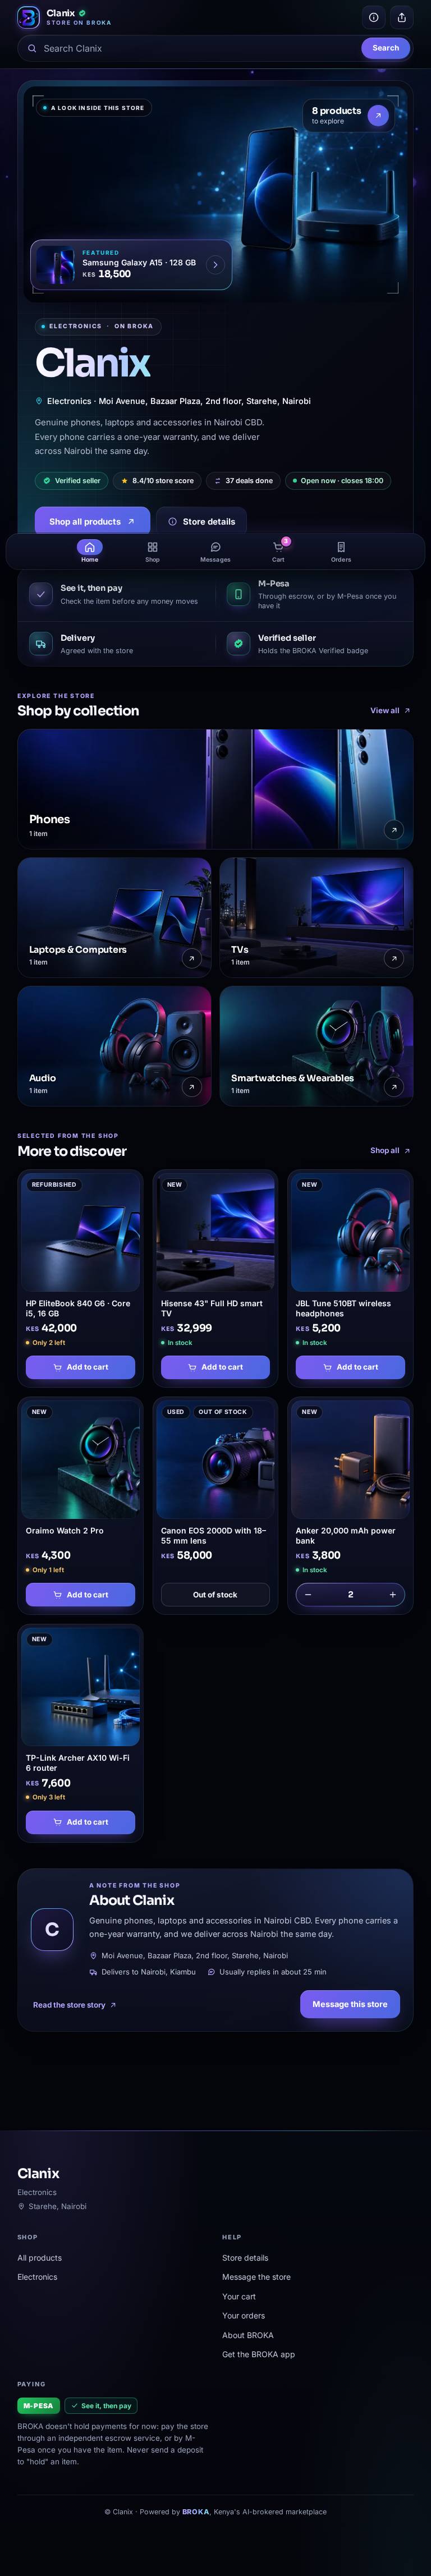 Clanix
STORE ON BROKA
Search Clanix
Search
A LOOK INSIDE THIS STORE
8 products
to explore
FEATURED
Samsung Galaxy A15 · 128 GB
KES 18,500
ELECTRONICS · ON BROKA
Clanix
Electronics · Moi Avenue, Bazaar Plaza, 2nd floor, Starehe, Nairobi
Genuine phones, laptops and accessories in Nairobi CBD.
Every phone carries a one-year warranty, and we deliver
across Nairobi the same day.
Verified seller
8.4/10 store score
37 deals done
Open now · closes 18:00
Shop all products
Store details
Home
Shop
Messages
3
Cart
Orders
See it, then pay
Check the item before any money moves
M-Pesa
Through escrow, or by M-Pesa once you
have it
Delivery
Agreed with the store
Verified seller
Holds the BROKA Verified badge
EXPLORE THE STORE
Shop by collection
View all
Phones
1 item
Laptops & Computers
1 item
TVs
1 item
Audio
1 item
Smartwatches & Wearables
1 item
SELECTED FROM THE SHOP
More to discover
Shop all
REFURBISHED
HP EliteBook 840 G6 · Core
i5, 16 GB
KES 42,000
Only 2 left
Add to cart
NEW
Hisense 43" Full HD smart
TV
KES 32,999
In stock
Add to cart
NEW
JBL Tune 510BT wireless
headphones
KES 5,200
In stock
Add to cart
NEW
Oraimo Watch 2 Pro
KES 4,300
Only 1 left
Add to cart
USED
OUT OF STOCK
Canon EOS 2000D with 18–
55 mm lens
KES 58,000
Out of stock
NEW
Anker 20,000 mAh power
bank
KES 3,800
In stock
− 2 +
NEW
TP-Link Archer AX10 Wi-Fi
6 router
KES 7,600
Only 3 left
Add to cart
C
A NOTE FROM THE SHOP
About Clanix
Genuine phones, laptops and accessories in Nairobi CBD. Every phone carries a
one-year warranty, and we deliver across Nairobi the same day.
Moi Avenue, Bazaar Plaza, 2nd floor, Starehe, Nairobi
Delivers to Nairobi, Kiambu
Usually replies in about 25 min
Read the store story
Message this store
Clanix
Electronics
Starehe, Nairobi
SHOP
All products
Electronics
HELP
Store details
Message the store
Your cart
Your orders
About BROKA
Get the BROKA app
PAYING
M-PESA
See it, then pay
BROKA doesn't hold payments for now: pay the store
through an independent escrow service, or by M-
Pesa once you have the item. Never send a deposit
to "hold" an item.
© Clanix · Powered by BROKA, Kenya's AI-brokered marketplace